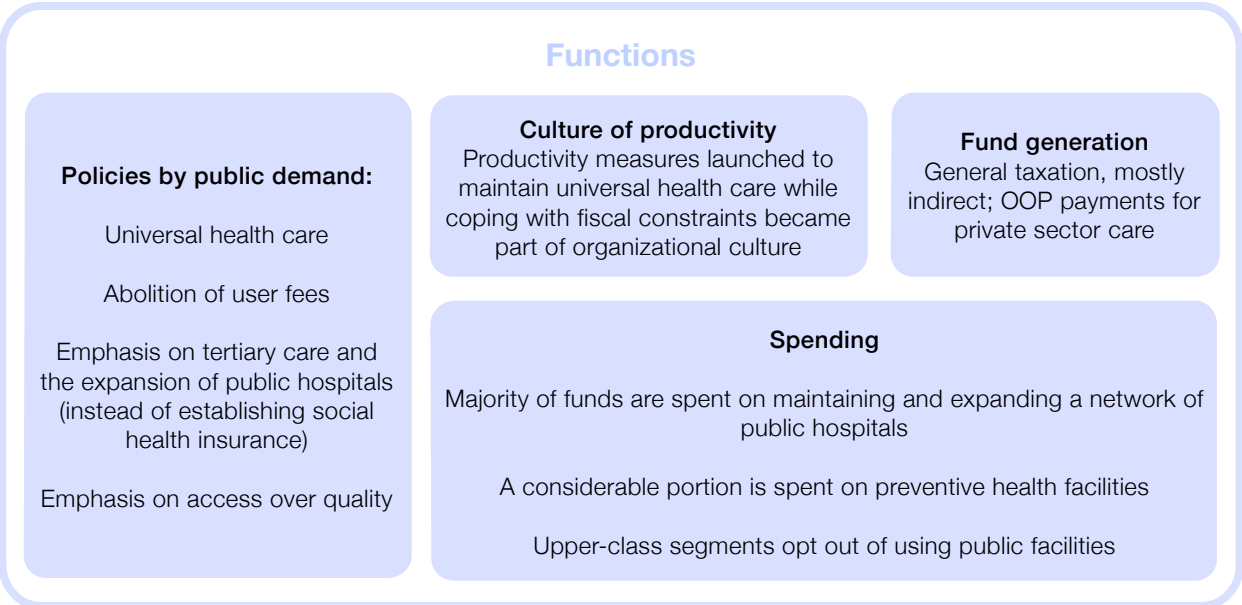 Functions
Policies by public demand:
Universal health care
Abolition of user fees
Emphasis on tertiary care and
the expansion of public hospitals
(instead of establishing social
health insurance)
Emphasis on access over quality
Culture of productivity
Productivity measures launched to
maintain universal health care while
coping with fiscal constraints became
part of organizational culture
Fund generation
General taxation, mostly
indirect; OOP payments for
private sector care
Spending
Majority of funds are spent on maintaining and expanding a network of
public hospitals
A considerable portion is spent on preventive health facilities
Upper-class segments opt out of using public facilities